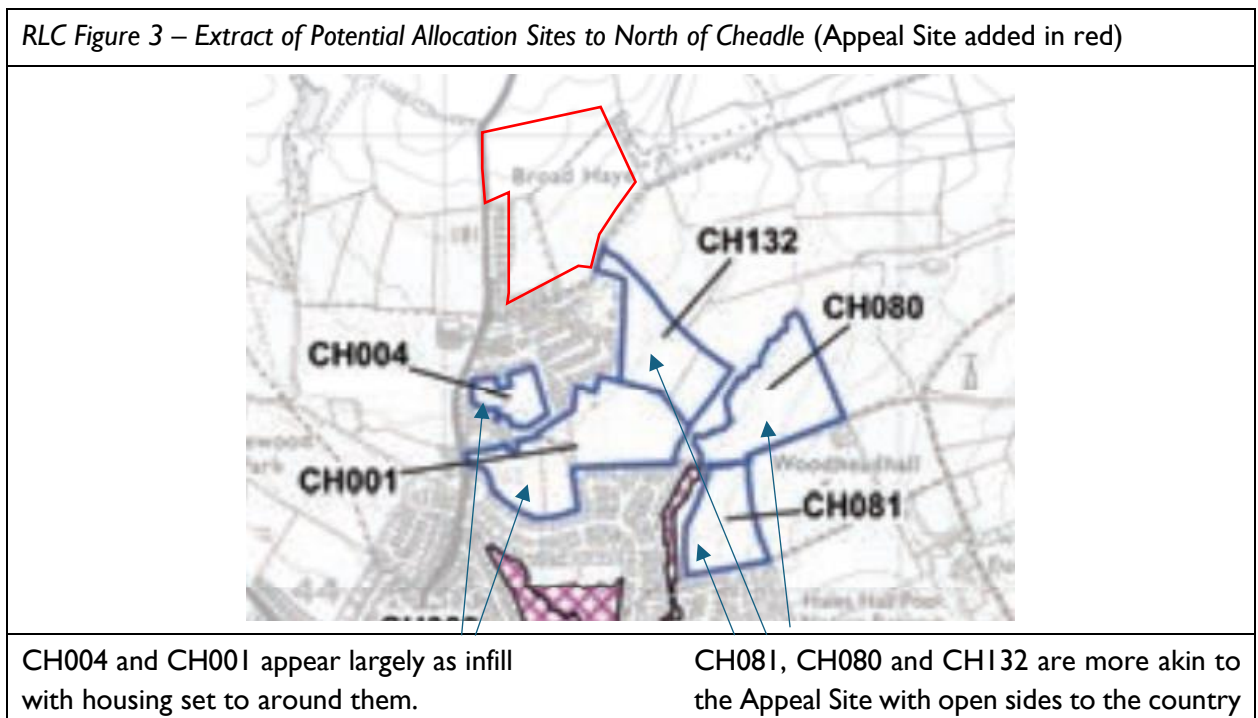 RLC Figure 3 – Extract of Potential Allocation Sites to North of Cheadle (Appeal Site added in red)
Broad Haye
181
CH132
CH080
CH004
Woodheadhall
CH001
CH081
44
CH004 and CH001 appear largely as infill
with housing set to around them.
CH081, CH080 and CH132 are more akin to
the Appeal Site with open sides to the country